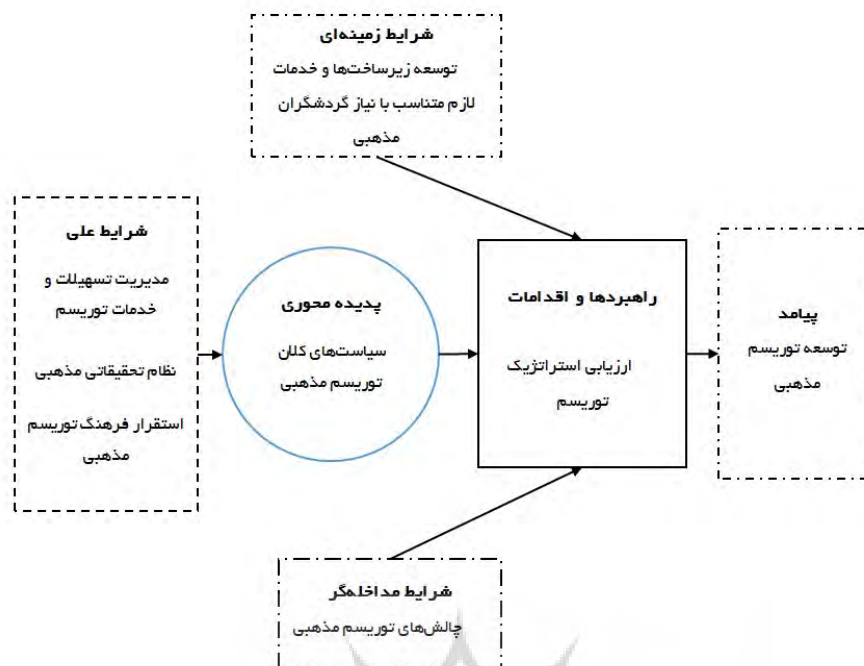 شرایط زمینه‌ای
توسعه زیرساخت‌ها و خدمات
لازم متناسب با نیاز گردشگران
مذهبی
شرایط علی
مدیریت تسهیلات و
خدمات توریسم
نظام تحقیقاتی مذهبی
استقرار فرهنگ توریسم
مذهبی
پدیده محوری
سیاست‌های کلان
توریسم مذهبی
راهبردها و اقدامات
ارزیابی استراتژیک
توریسم
پیامد
توسعه توریسم
مذهبی
شرایط مداخله‌گر
چالش‌های توریسم مذهبی